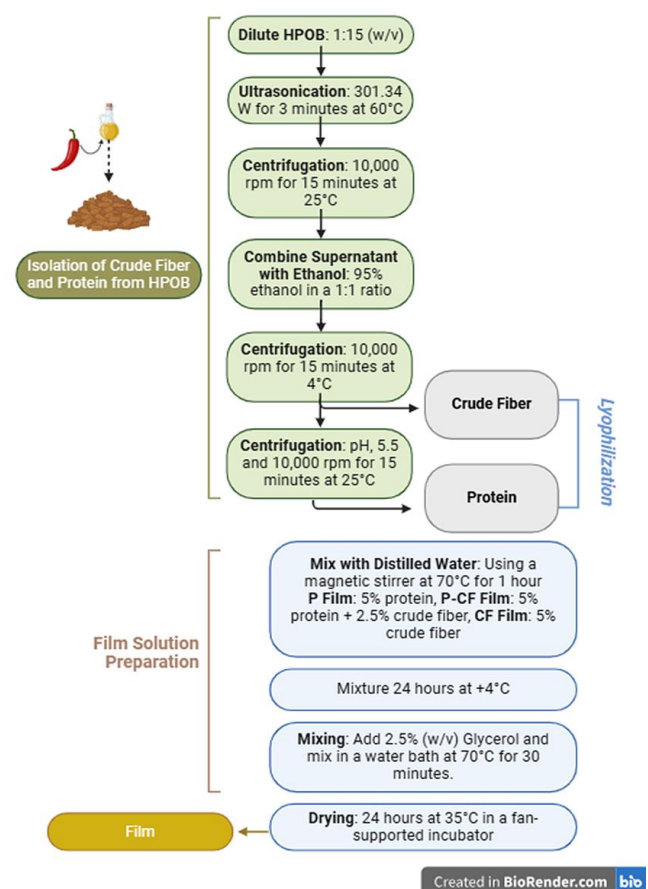 Dilute HPOB: 1:15 (w/v)
Ultrasonication: 301.34
W for 3 minutes at 60°C
Centrifugation: 10,000
rpm for 15 minutes at
25°C
Isolation of Crude Fiber
and Protein from HPOB
Combine Supernatant
with Ethanol: 95%
ethanol in a 1:1 ratio
Centrifugation: 10,000
rpm for 15 minutes at
4°C
Crude Fiber
Lyophilization
Centrifugation: pH, 5.5
and 10,000 rpm for 15
minutes at 25°C
Protein
Film Solution
Preparation
Mix with Distilled Water: Using a
magnetic stirrer at 70°C for 1 hour
P Film: 5% protein, P-CF Film: 5%
protein + 2.5% crude fiber, CF Film: 5%
crude fiber
Mixture 24 hours at +4°C
Mixing: Add 2.5% (w/v) Glycerol and
mix in a water bath at 70°C for 30
minutes.
Film
Drying: 24 hours at 35°C in a fan-
supported incubator
Created in BioRender.com bio